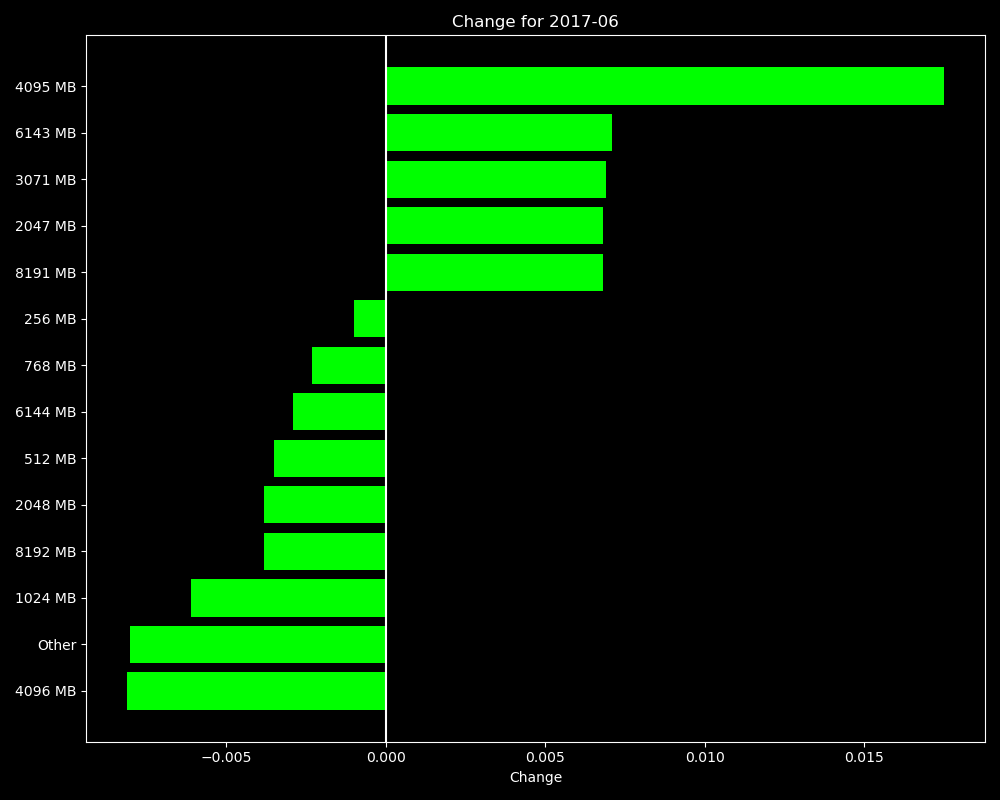 Change for 2017-06
4095 MB
6143 MB
3071 MB
2047 MB
8191 MB
256 MB
768 MB
6144 MB
512 MB
2048 MB
8192 MB
1024 MB
Other
4096 MB
−0.005 0.000 0.005 0.010 0.015
Change